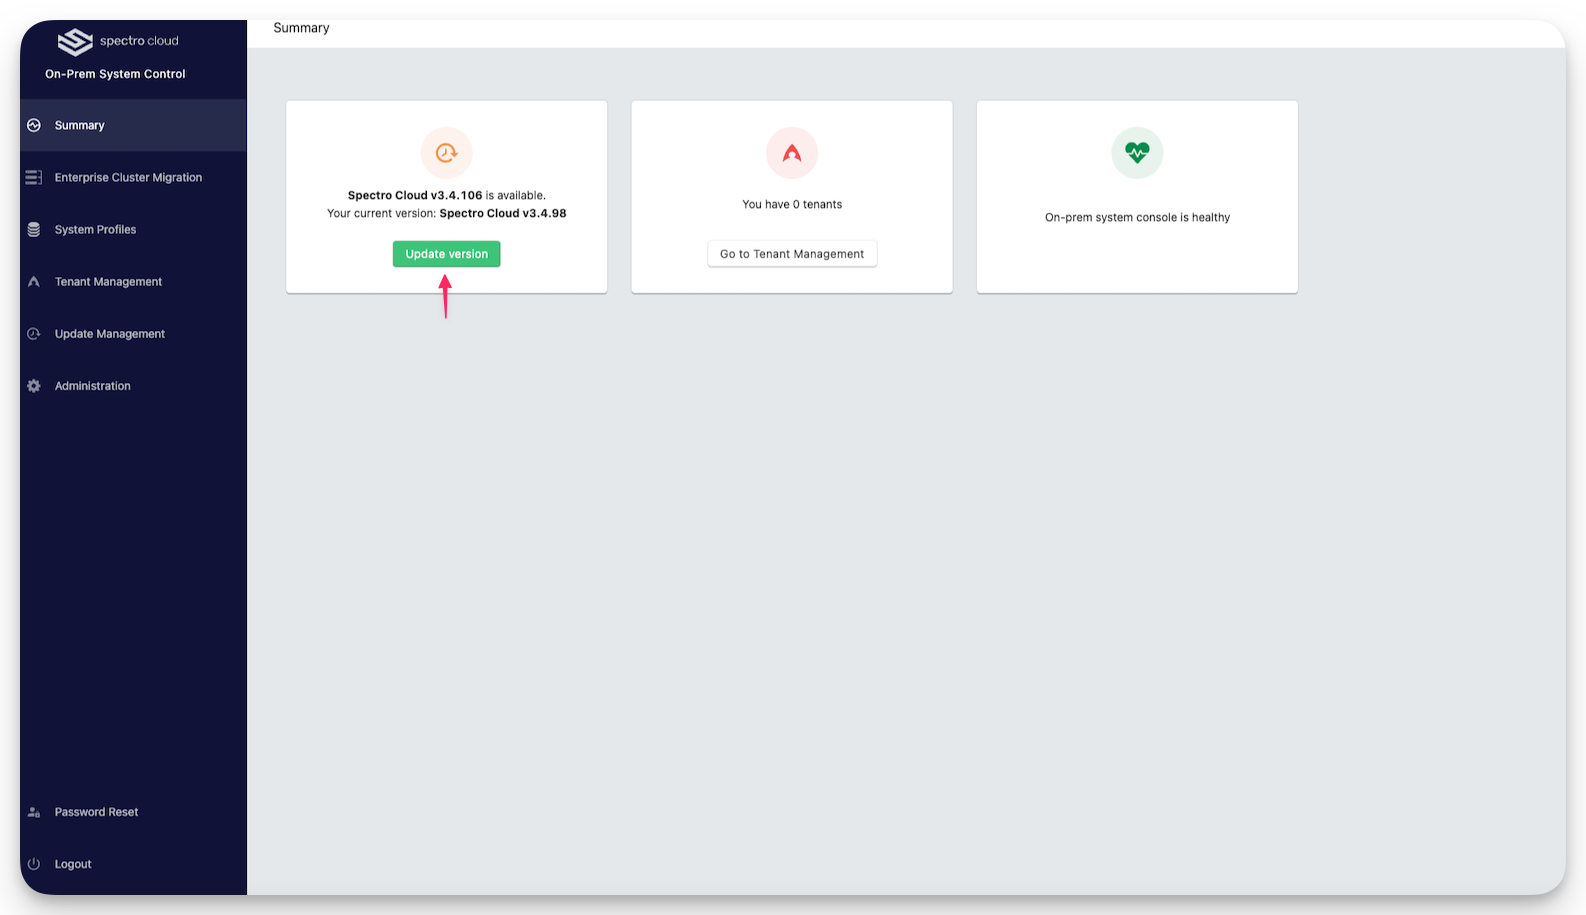 spectro cloud
On-Prem System Control
Summary
Enterprise Cluster Migration
System Profiles
Tenant Management
Update Management
Administration
Password Reset
Logout
Summary
Spectro Cloud v3.4.106 is available.
Your current version: Spectro Cloud v3.4.98
Update version
You have 0 tenants
Go to Tenant Management
On-prem system console is healthy